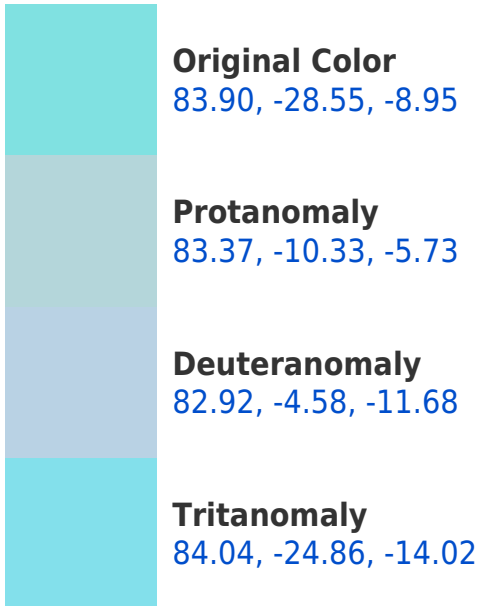 Original Color
83.90, -28.55, -8.95
Protanomaly
83.37, -10.33, -5.73
Deuteranomaly
82.92, -4.58, -11.68
Tritanomaly
84.04, -24.86, -14.02